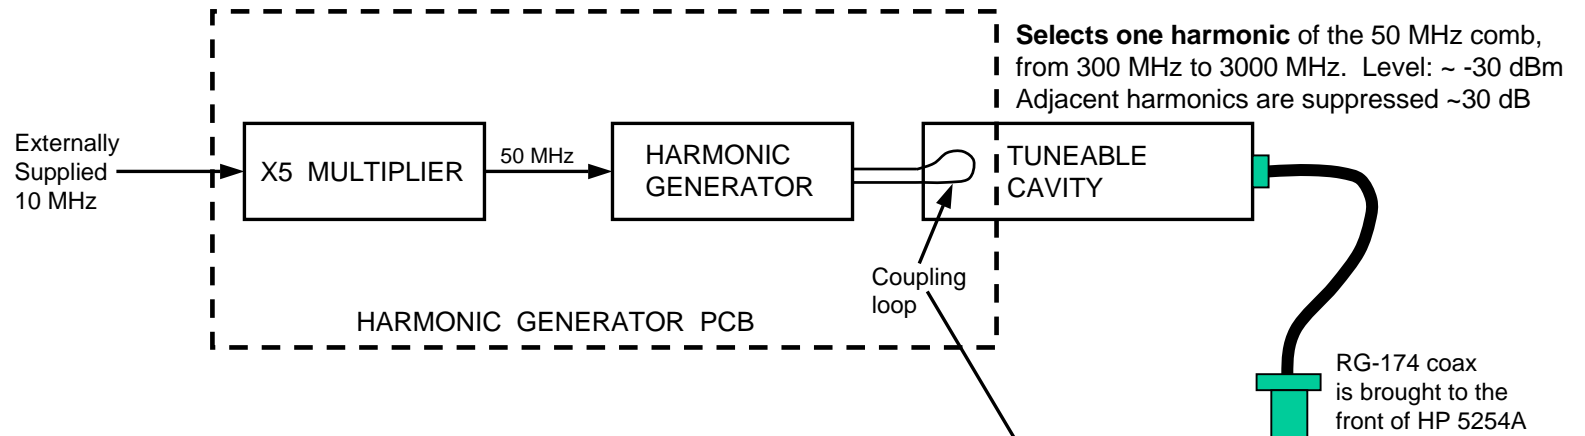 Selects one harmonic of the 50 MHz comb,
from 300 MHz to 3000 MHz.  Level: ~ -30 dBm
Adjacent harmonics are suppressed ~30 dB
Externally
Supplied
10 MHz
X5 MULTIPLIER
50 MHz
HARMONIC
GENERATOR
TUNEABLE
CAVITY
Coupling
loop
HARMONIC GENERATOR PCB
RG-174 coax
is brought to the
front of HP 5254A